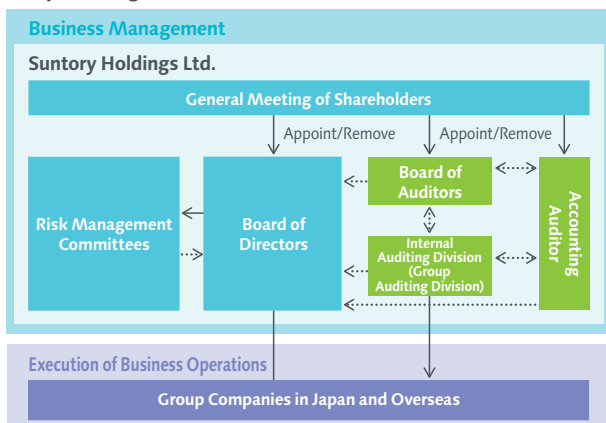 Business Management
Suntory Holdings Ltd.
General Meeting of Shareholders
Appoint/Remove
Appoint/Remove
Risk Management
Committees
Board of
Directors
Board of
Auditors
Internal
Auditing Division
(Group
Auditing Division)
Accounting
Auditor
Execution of Business Operations
Group Companies in Japan and Overseas